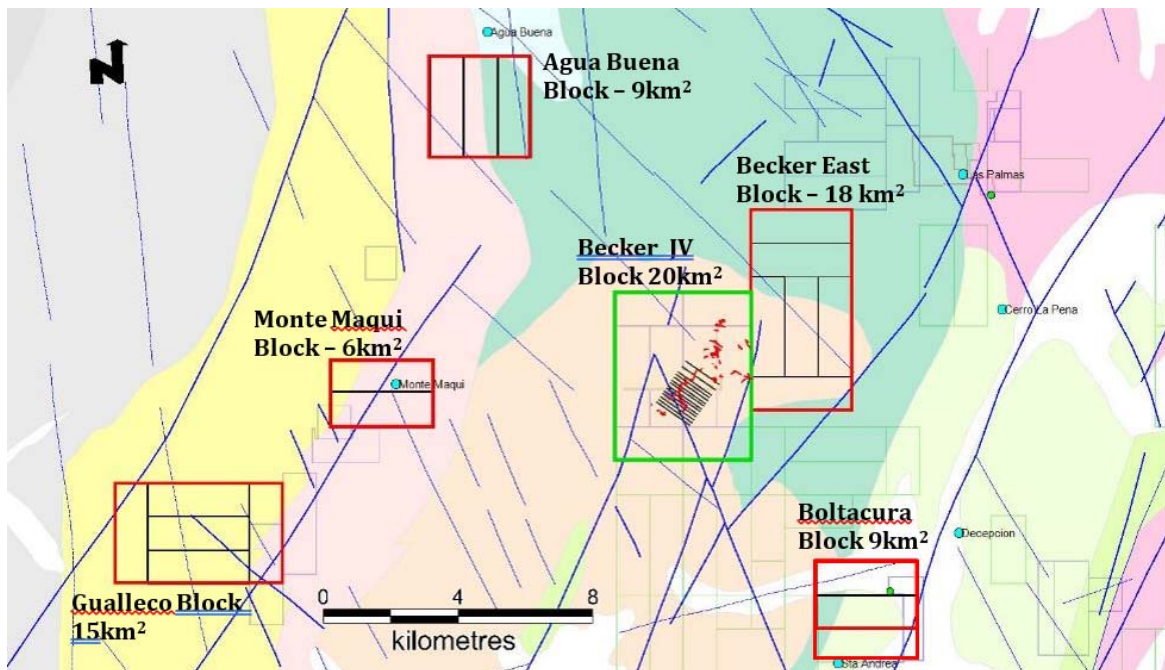 Agua Buena
N
Agua Buena
Block – 9km²
Becker East
Block – 18 km²
Las Palmas
Becker JV
Block 20km²
Cerro La Pena
Monte Maqui
Block – 6km²
Monte Maqui
Boltacura
Block 9km²
Decepcion
Gualleco Block
15km²
0 4 8
kilometres
Sta Andrea